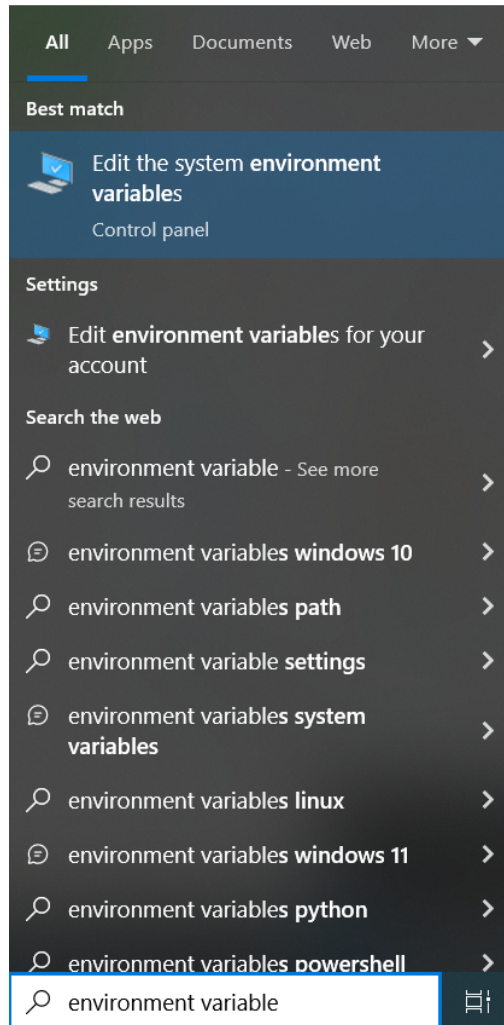 All Apps Documents Web More
Best match
Edit the system environment
variables
Control panel
Settings
Edit environment variables for your
account
Search the web
environment variable - See more
search results
environment variables windows 10
environment variables path
environment variable settings
environment variables system
variables
environment variables linux
environment variables windows 11
environment variables python
environment variables powershell
environment variable